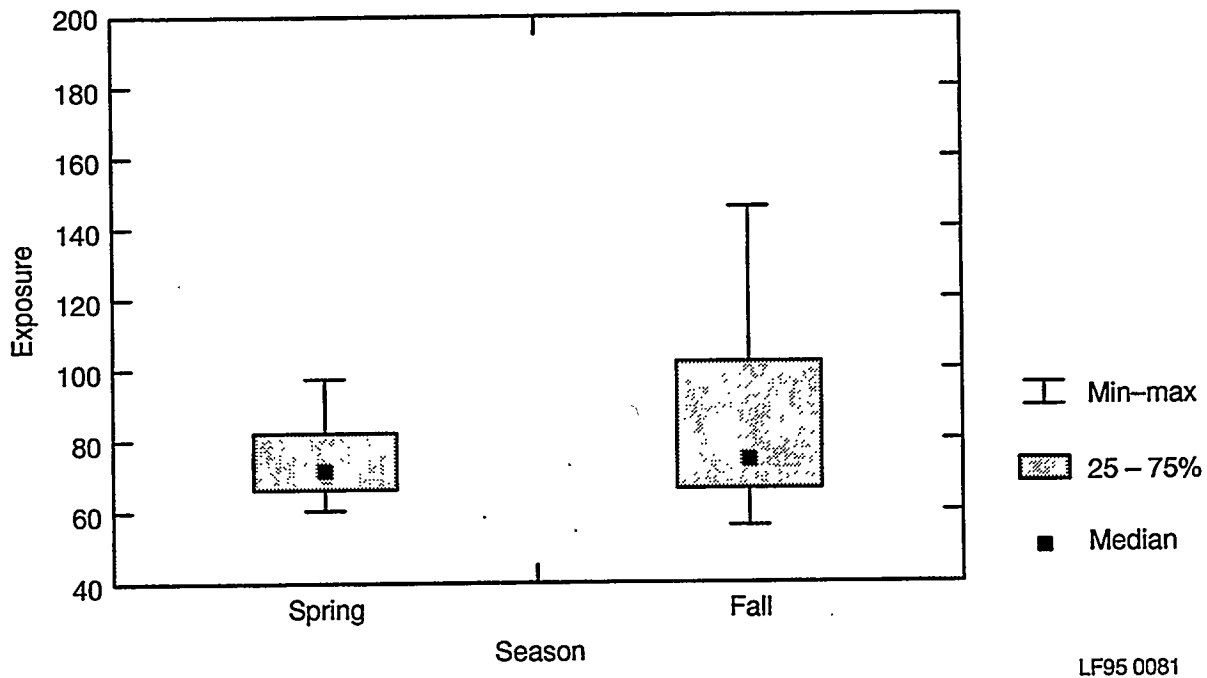 200
180
160
140
120
100
80
60
40
Exposure
Spring
Fall
Season
Min–max
25 – 75%
Median
LF95 0081